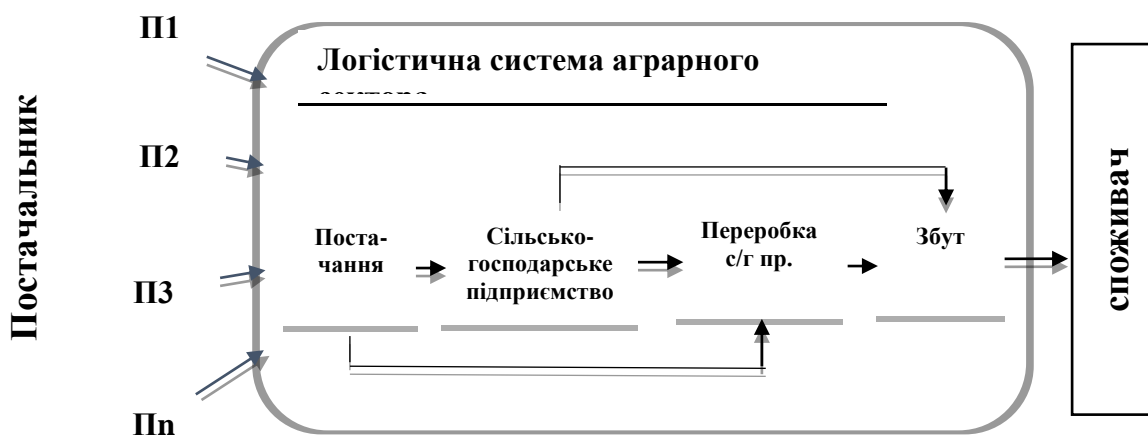 Постачальник
П1
П2
П3
Пn
Логістична система аграрного
Поста-
чання
Сільсько-
господарське
підприємство
Переробка
с/г пр.
Збут
споживач